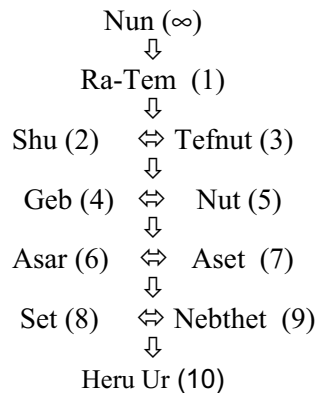 Nun (∞)
⇩
Ra-Tem (1)
⇩
Shu (2) ⇔ Tefnut (3)
⇩
Geb (4) ⇔ Nut (5)
⇩
Asar (6) ⇔ Aset (7)
⇩
Set (8) ⇔ Nebthet (9)
⇩
Heru Ur (10)